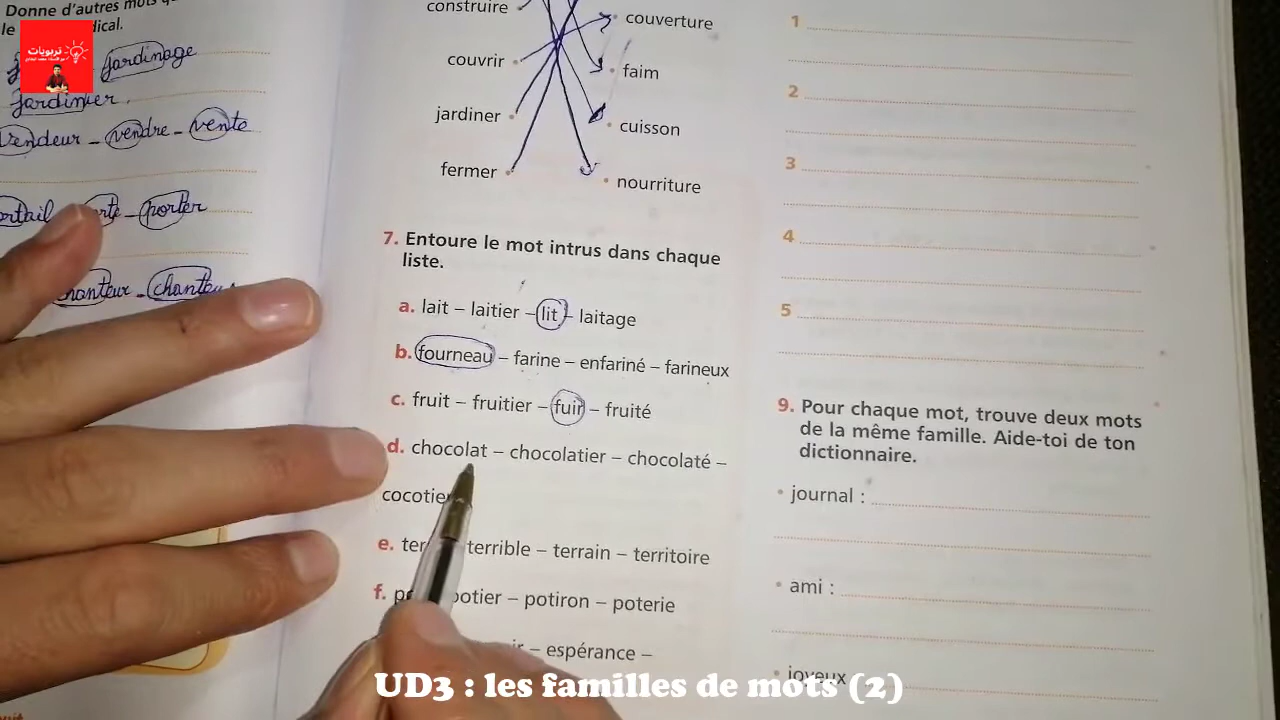 Donne d'autres mots
le
dical.
تربويات
jardinage
jardinier.
Vendeur - vendre - vente
porter
construire
couvrir
jardiner
fermer
couverture
faim
cuisson
nourriture
7. Entoure le mot intrus dans chaque
liste.
a. lait – laitier – lit – laitage
b. fourneau – farine – enfariné – farineux
c. fruit – fruitier – fuir – fruité
d. chocolat – chocolatier – chocolaté –
cocotier
e. terrible – terrain – territoire
f. potier – potiron – poterie
espérance –
1
2
3
4
5
9. Pour chaque mot, trouve deux mots
de la même famille. Aide-toi de ton
dictionnaire.
• journal :
• ami :
• joyeux
UD3 : les familles de mots (2)